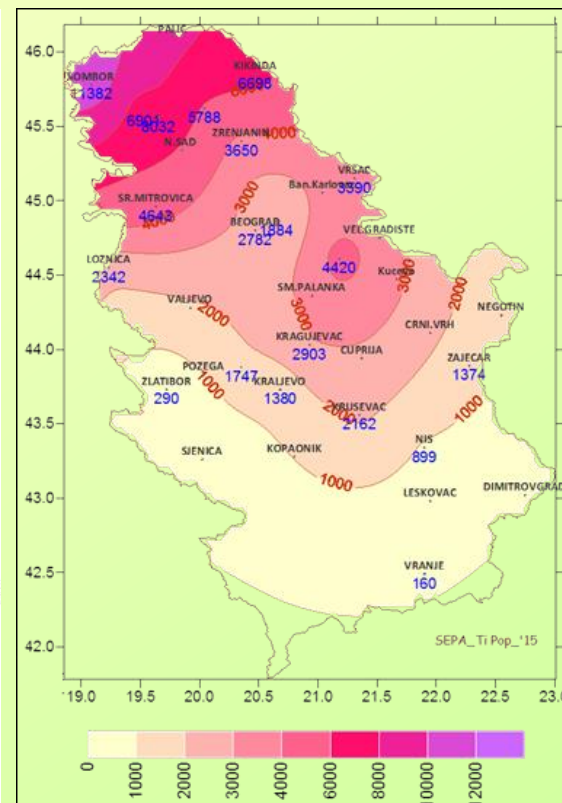 PALIC
46.0
SOMBOR
11382
KIKINDA
6698
6000
45.5
6901
8032
5788
4000
ZRENJANIN
3650
N.SAD
VRSAC
3390
45.0
Ban.Karlovac
SR.MITROVICA
4643
4000
3000
BEOGRAD
1884
2782
VEL.GRADISTE
44.5
LOZNICA
2342
4420
Kucevo
3000
2000
SM.PALANKA
3000
VALJEVO
2000
NEGOTIN
KRAGUJEVAC
2903
CRNI.VRH
44.0
CUPRIJA
POZEGA
1747
ZAJECAR
1374
ZLATIBOR
290
1000
KRALJEVO
1380
KRUSEVAC
2000
2162
1000
43.5
SJENICA
KOPAONIK
NIS
899
1000
43.0
LESKOVAC
DIMITROVGRAD
42.5
VRANJE
160
42.0
SEPA_Ti Pop_'15
19.0 19.5 20.0 20.5 21.0 21.5 22.0 22.5 23.0
0 1000 2000 3000 4000 6000 8000 10000 12000